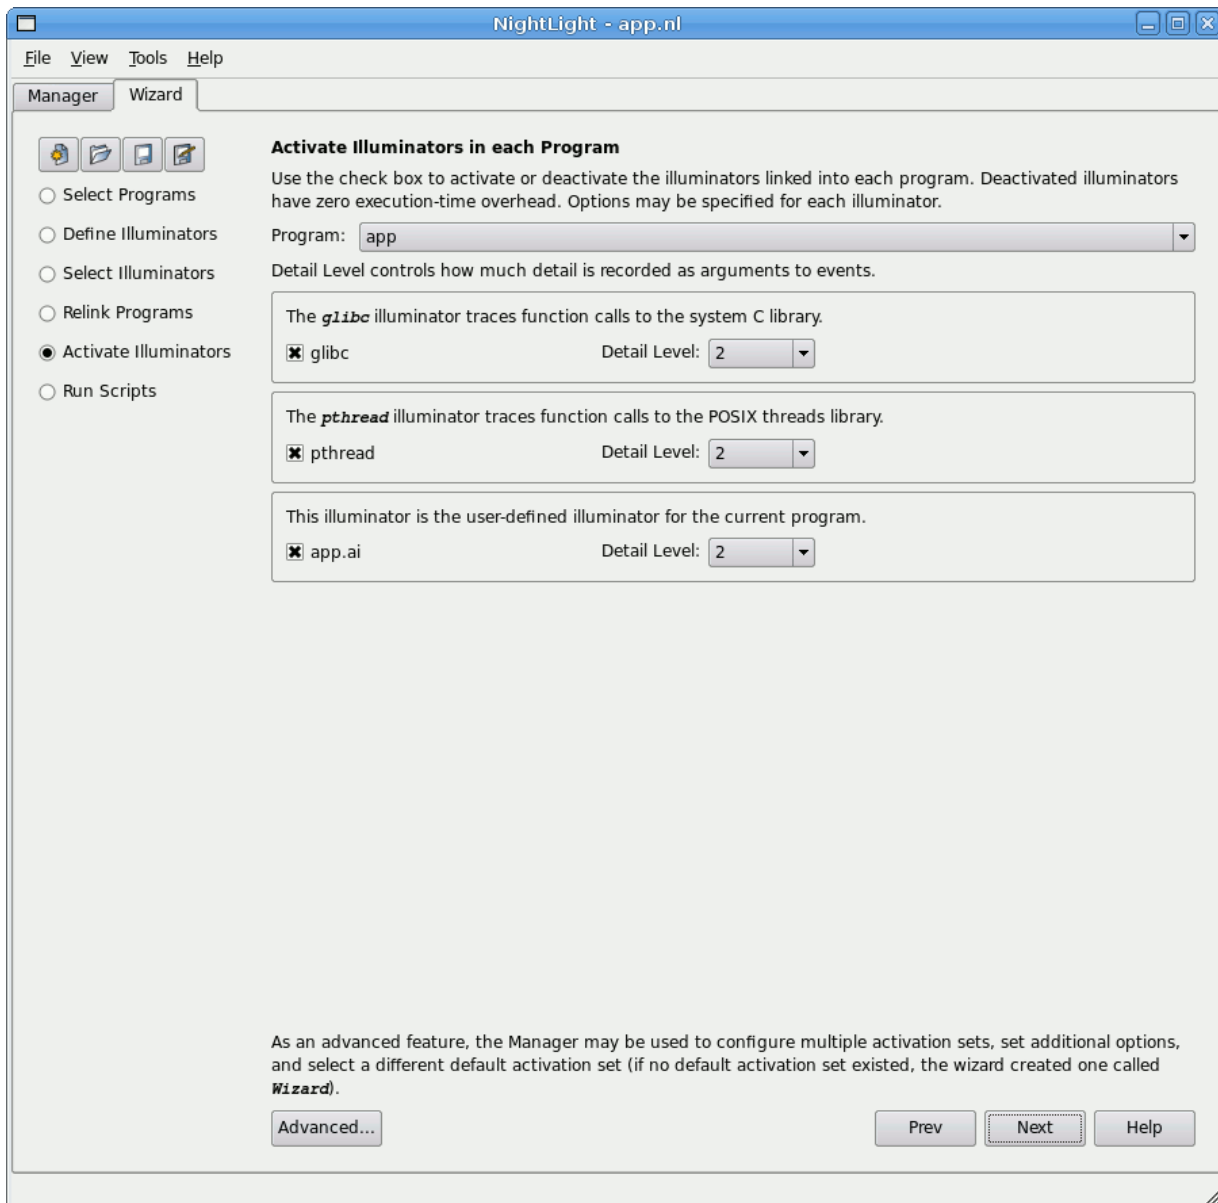 NightLight - app.nl
File View Tools Help
Manager Wizard
Activate Illuminators in each Program
Use the check box to activate or deactivate the illuminators linked into each program. Deactivated illuminators
have zero execution-time overhead. Options may be specified for each illuminator.
Select Programs
Define Illuminators
Select Illuminators
Relink Programs
Activate Illuminators
Run Scripts
Program: app
Detail Level controls how much detail is recorded as arguments to events.
The glibc illuminator traces function calls to the system C library.
glibc Detail Level: 2
The pthread illuminator traces function calls to the POSIX threads library.
pthread Detail Level: 2
This illuminator is the user-defined illuminator for the current program.
app.ai Detail Level: 2
As an advanced feature, the Manager may be used to configure multiple activation sets, set additional options,
and select a different default activation set (if no default activation set existed, the wizard created one called
Wizard).
Advanced... Prev Next Help